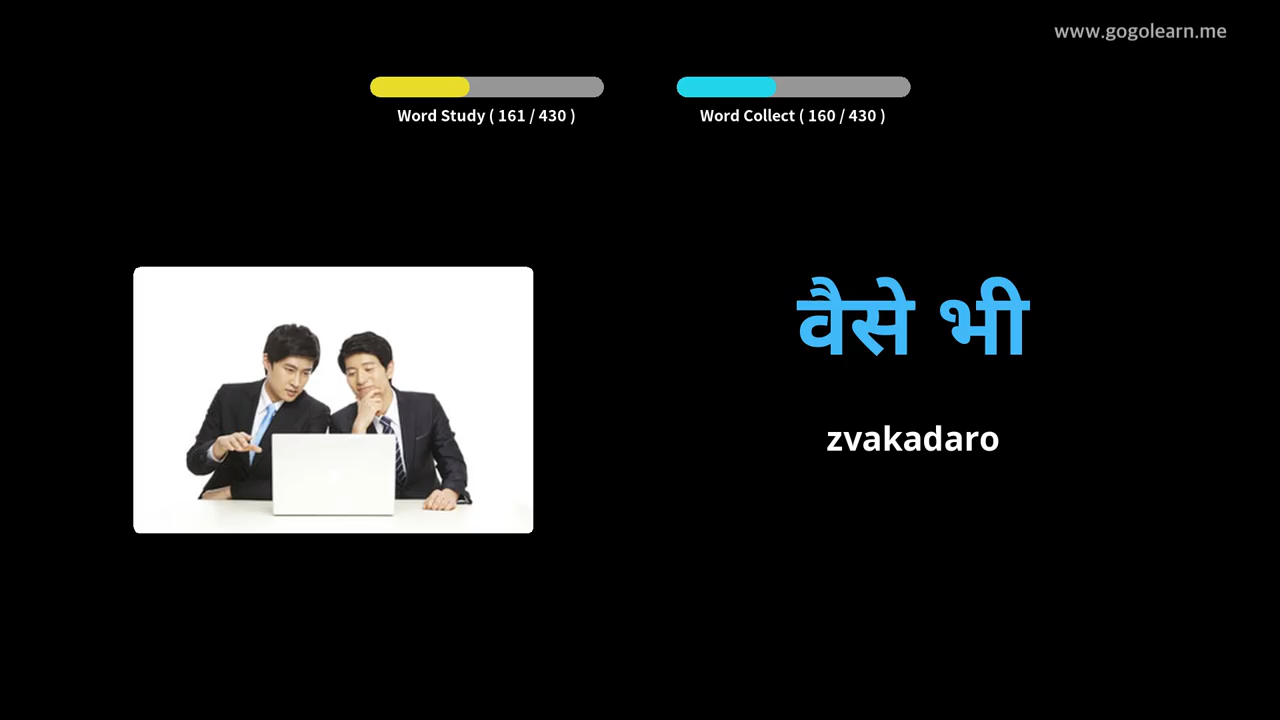 www.gogolearn.me
Word Study ( 161 / 430 )
Word Collect ( 160 / 430 )
वैसे भी
zvakadaro